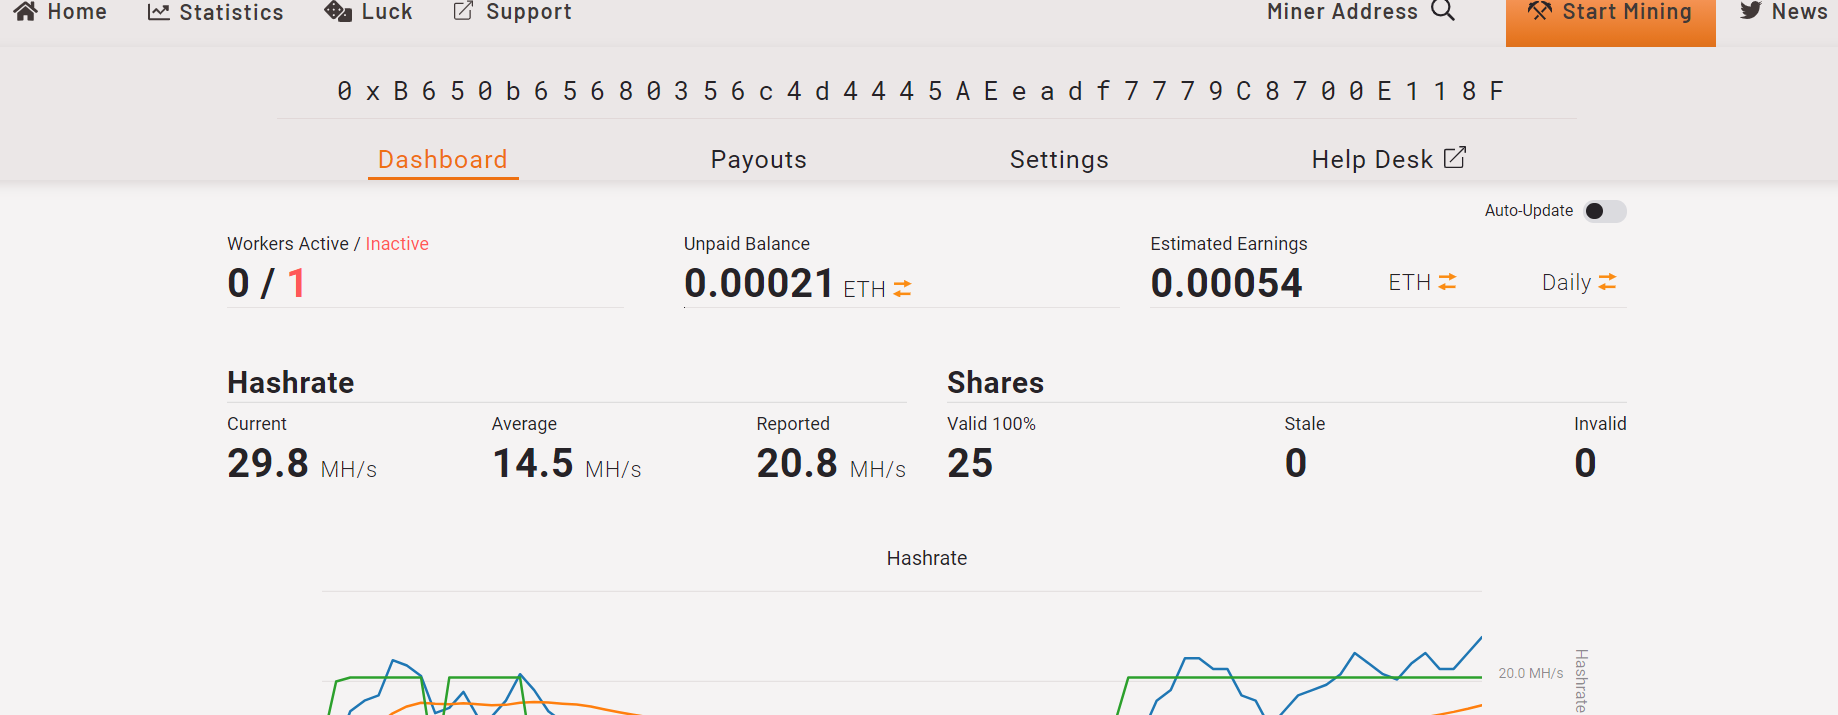 Home Statistics Luck Support Miner Address Start Mining News
0xB650b65680356c4d4445AEeadf7779C8700E118F
Dashboard Payouts Settings Help Desk
Auto-Update
Workers Active / Inactive Unpaid Balance Estimated Earnings
0 / 1 0.00021 ETH 0.00054 ETH Daily
Hashrate Shares
Current Average Reported Valid 100% Stale Invalid
29.8 MH/s 14.5 MH/s 20.8 MH/s 25 0 0
Hashrate
20.0 MH/s
Hashrate